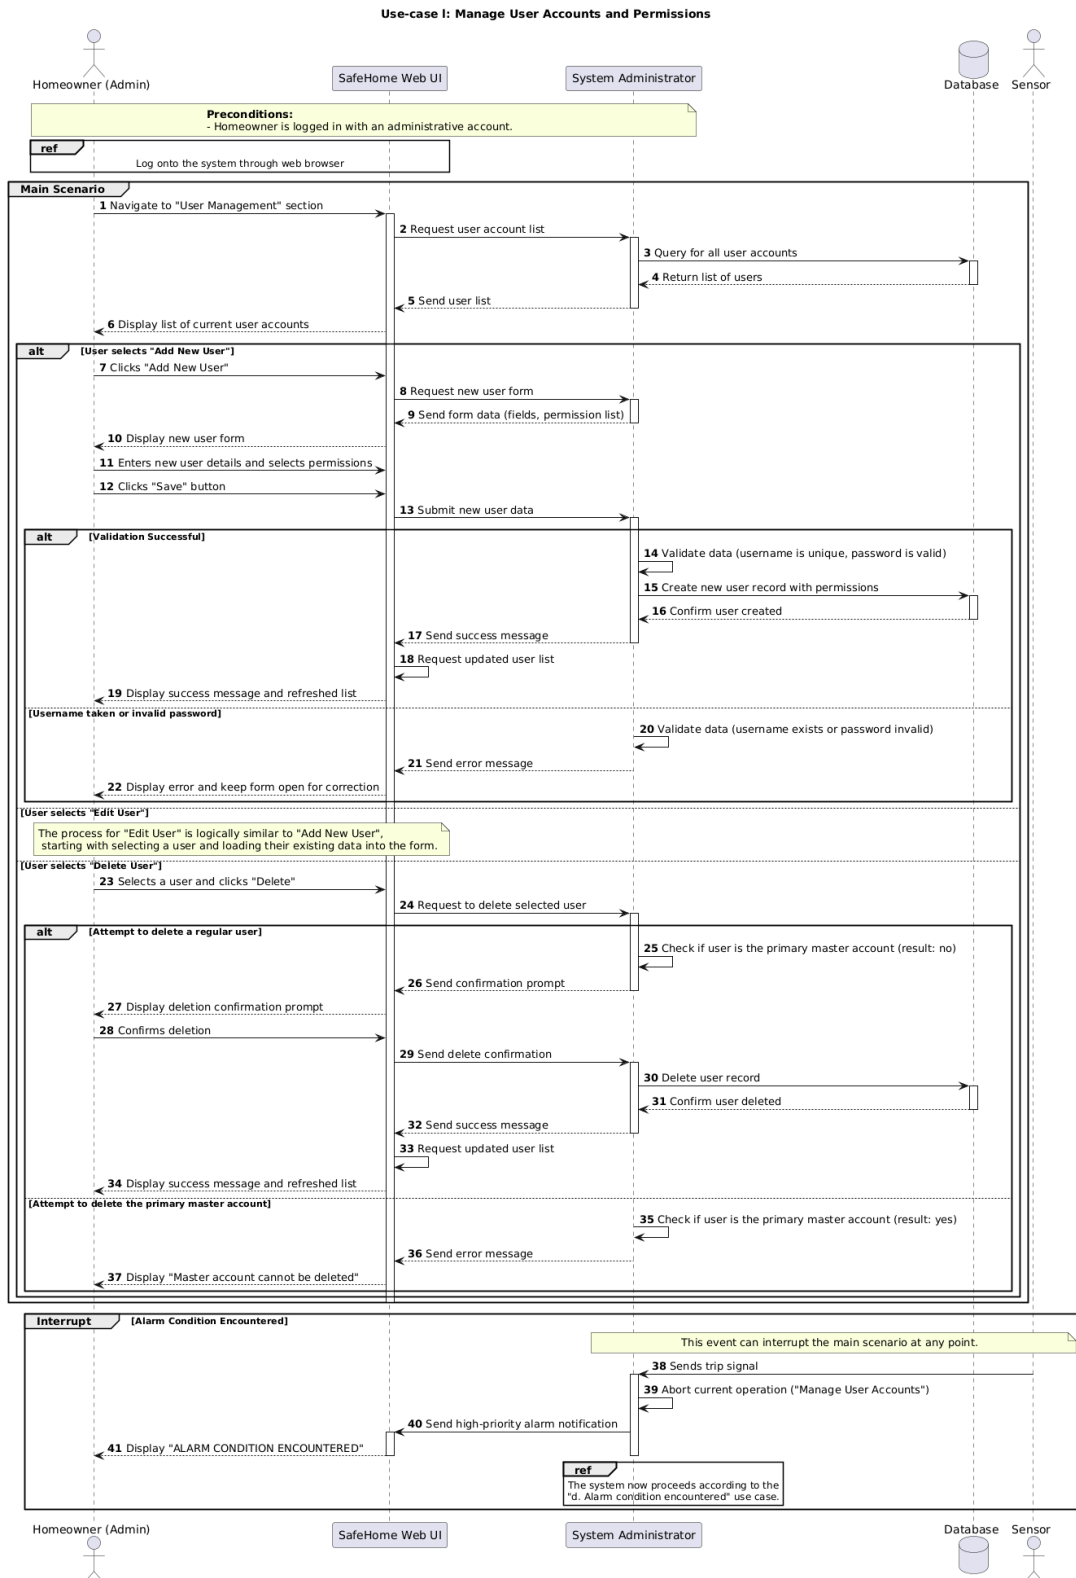 Use-case l: Manage User Accounts and Permissions
Homeowner (Admin)
SafeHome Web UI
System Administrator
Database
Sensor
Preconditions:
- Homeowner is logged in with an administrative account.
ref
Log onto the system through web browser
Main Scenario
1 Navigate to "User Management" section
2 Request user account list
3 Query for all user accounts
4 Return list of users
5 Send user list
6 Display list of current user accounts
alt [User selects "Add New User"]
7 Clicks "Add New User"
8 Request new user form
9 Send form data (fields, permission list)
10 Display new user form
11 Enters new user details and selects permissions
12 Clicks "Save" button
13 Submit new user data
alt [Validation Successful]
14 Validate data (username is unique, password is valid)
15 Create new user record with permissions
16 Confirm user created
17 Send success message
18 Request updated user list
19 Display success message and refreshed list
[Username taken or invalid password]
20 Validate data (username exists or password invalid)
21 Send error message
22 Display error and keep form open for correction
[User selects "Edit User"]
The process for "Edit User" is logically similar to "Add New User",
starting with selecting a user and loading their existing data into the form.
[User selects "Delete User"]
23 Selects a user and clicks "Delete"
24 Request to delete selected user
alt [Attempt to delete a regular user]
25 Check if user is the primary master account (result: no)
26 Send confirmation prompt
27 Display deletion confirmation prompt
28 Confirms deletion
29 Send delete confirmation
30 Delete user record
31 Confirm user deleted
32 Send success message
33 Request updated user list
34 Display success message and refreshed list
[Attempt to delete the primary master account]
35 Check if user is the primary master account (result: yes)
36 Send error message
37 Display "Master account cannot be deleted"
Interrupt [Alarm Condition Encountered]
This event can interrupt the main scenario at any point.
38 Sends trip signal
39 Abort current operation ("Manage User Accounts")
40 Send high-priority alarm notification
41 Display "ALARM CONDITION ENCOUNTERED"
ref
The system now proceeds according to the
"d. Alarm condition encountered" use case.
Homeowner (Admin)
SafeHome Web UI
System Administrator
Database
Sensor